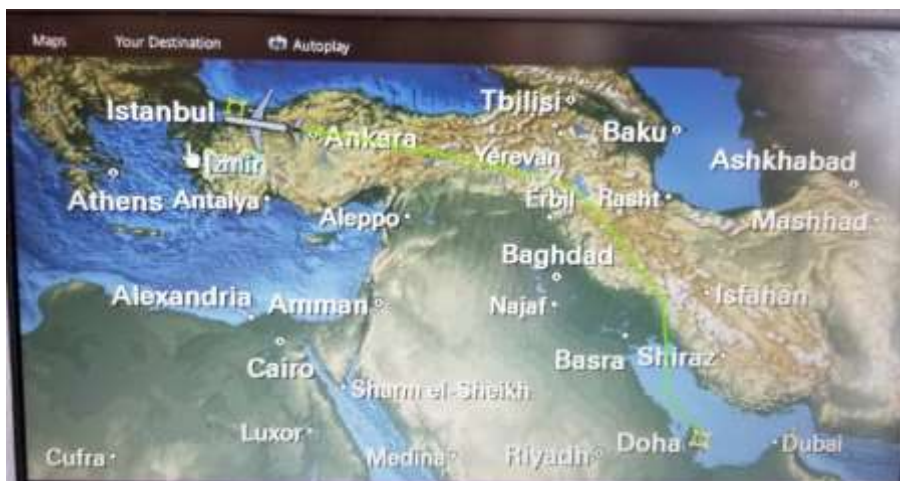 Maps Your Destination Autoplay
Istanbul
Tbilisi
Ankara
Baku
Yerevan
Ashkhabad
Izmir
Athens Antalya
Erbil Rasht
Aleppo
Mashhad
Baghdad
Alexandria Amman
Najaf
Isfahan
Cairo
Basra Shiraz
Sharm el-Sheikh
Luxor
Cufra
Medina
Riyadh
Doha
Dubai